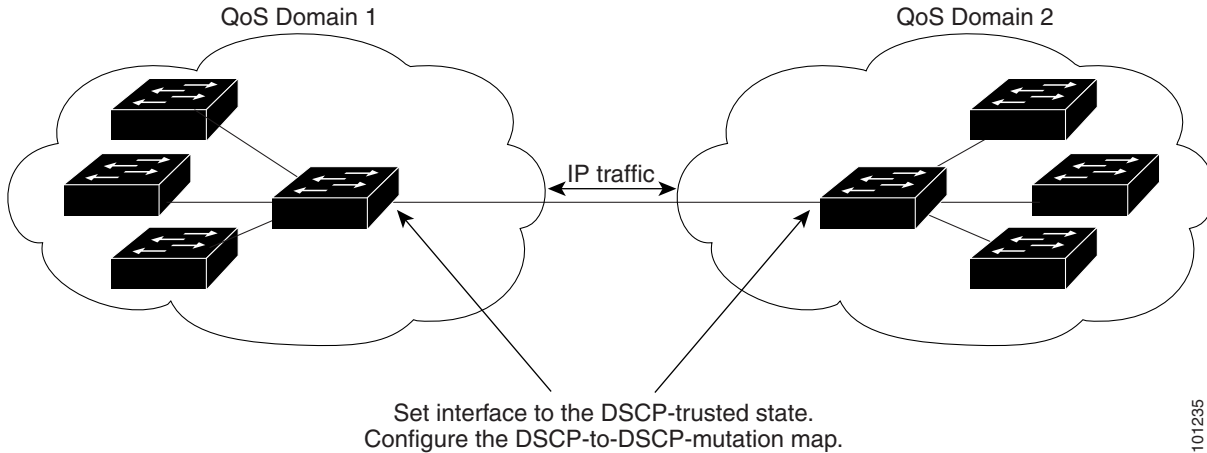 QoS Domain 1
QoS Domain 2
IP traffic
Set interface to the DSCP-trusted state.
Configure the DSCP-to-DSCP-mutation map.
101235